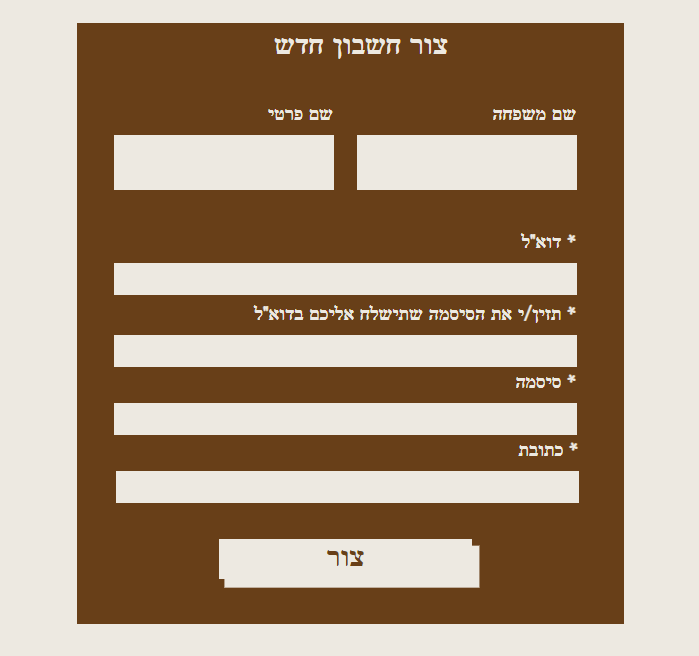 צור חשבון חדש
שם משפחה
שם פרטי
* דוא"ל
* תזין/י את הסיסמה שתישלח אליכם בדוא"ל
* סיסמה
* כתובת
צור